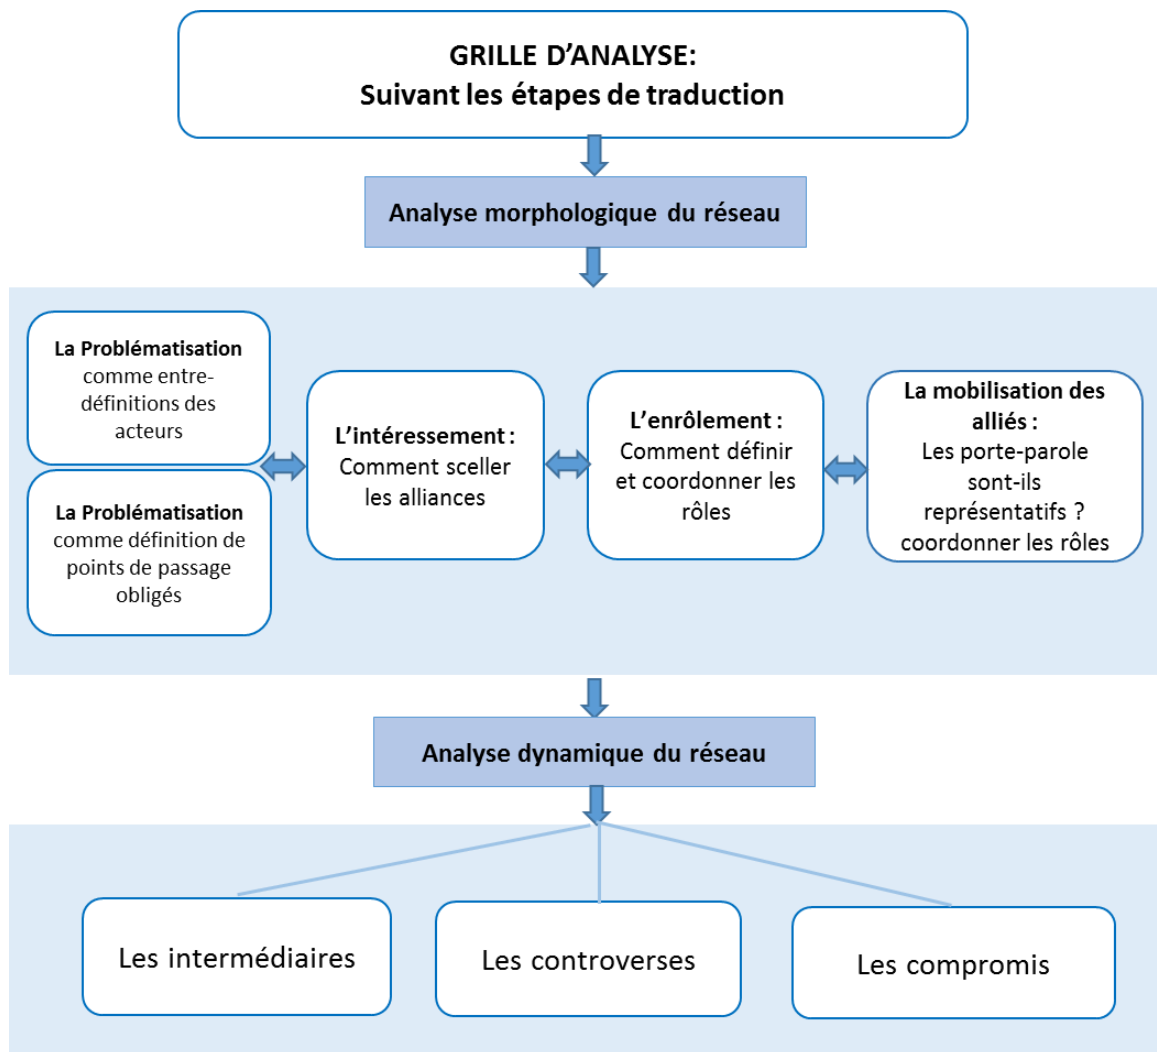 GRILLE D’ANALYSE:
Suivant les étapes de traduction
Analyse morphologique du réseau
La Problématisation
comme entre-
définitions des
acteurs
La Problématisation
comme définition de
points de passage
obligés
L’intéressement :
Comment sceller
les alliances
L’enrôlement :
Comment définir
et coordonner les
rôles
La mobilisation des
alliés :
Les porte-parole
sont-ils
représentatifs ?
coordonner les rôles
Analyse dynamique du réseau
Les intermédiaires
Les controverses
Les compromis